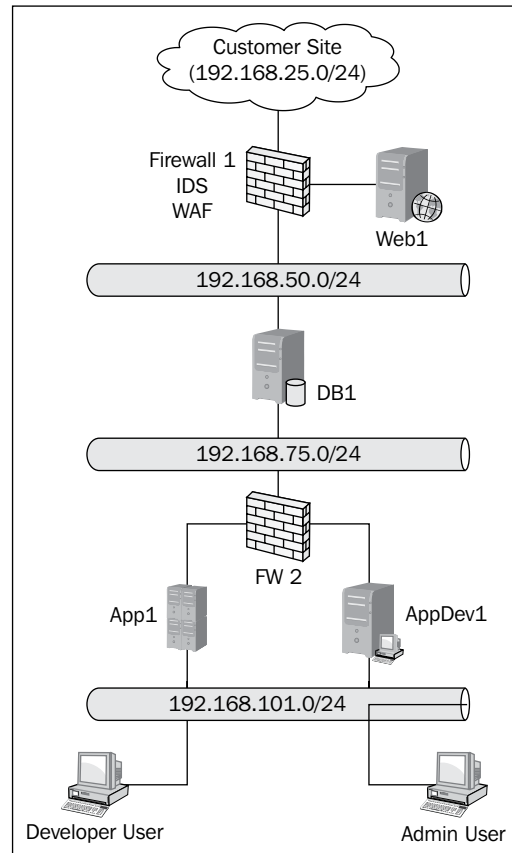 Customer Site
(192.168.25.0/24)
Firewall 1
IDS
WAF
Web1
192.168.50.0/24
DB1
192.168.75.0/24
FW 2
App1
AppDev1
192.168.101.0/24
Developer User
Admin User